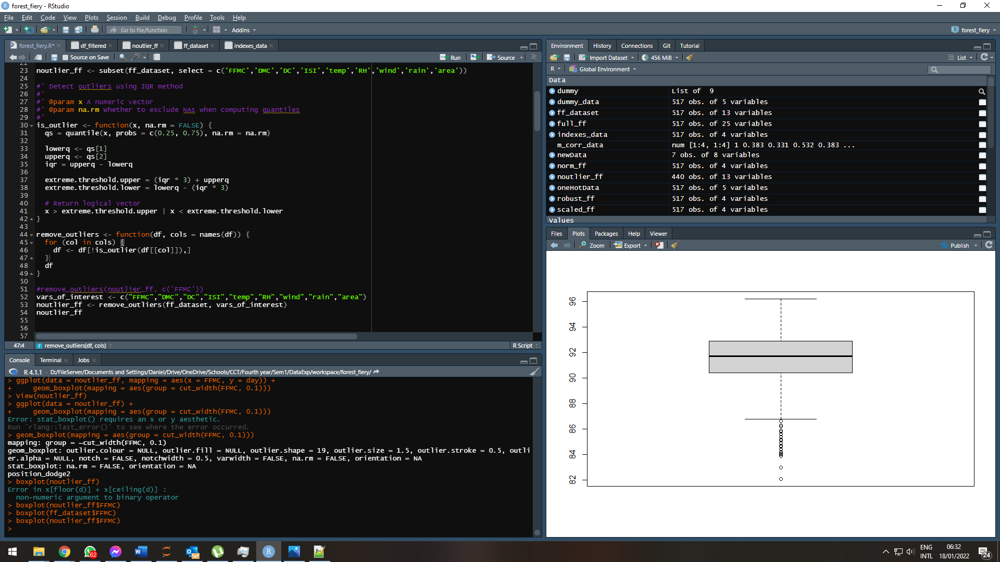 forest_fiery - RStudio
File Edit Code View Plots Session Build Debug Profile Tools Help
Go to file/function Addins forest_fiery
forest_fiery.R* df_filtered noutlier_ff ff_dataset indexes_data
Source on Save Run Source
22
23 noutlier_ff <- subset(ff_dataset, select = c('FFMC','DMC','DC','ISI','temp','RH','wind','rain','area'))
24
25 #' Detect outliers using IQR method
26 #'
27 #' @param x A numeric vector
28 #' @param na.rm Whether to exclude NAs when computing quantiles
29 #'
30 is_outlier <- function(x, na.rm = FALSE) {
31 qs = quantile(x, probs = c(0.25, 0.75), na.rm = na.rm)
32
33 lowerq <- qs[1]
34 upperq <- qs[2]
35 iqr = upperq - lowerq
36
37 extreme.threshold.upper = (iqr * 3) + upperq
38 extreme.threshold.lower = lowerq - (iqr * 3)
39
40 # Return logical vector
41 x > extreme.threshold.upper | x < extreme.threshold.lower
42 }
43
44 remove_outliers <- function(df, cols = names(df)) {
45 for (col in cols) {
46 df <- df[!is_outlier(df[[col]]),]
47 }
48 df
49 }
50
51 #remove_outliers(noutlier_ff, c('FFMC'))
52 vars_of_interest <- c("FFMC","DMC","DC","ISI","temp","RH","wind","rain","area")
53 noutlier_ff <- remove_outliers(ff_dataset, vars_of_interest)
54 noutlier_ff
55
56
57
47:4 remove_outliers(df, cols) R Script
Console Terminal Jobs
R 4.1.1 · D:/FileServer/Documents and Settings/Daniel/Drive/OneDrive/Schools/CCT/Fourth year/Sem1/DataExp/workspace/forest_fiery/
> ggplot(data = noutlier_ff, mapping = aes(x = FFMC, y = day)) +
+ geom_boxplot(mapping = aes(group = cut_width(FFMC, 0.1)))
> View(noutlier_ff)
> ggplot(data = noutlier_ff) +
+ geom_boxplot(mapping = aes(group = cut_width(FFMC, 0.1)))
Error: stat_boxplot() requires an x or y aesthetic.
Run `rlang::last_error()` to see where the error occurred.
> geom_boxplot(mapping = aes(group = cut_width(FFMC, 0.1)))
mapping: group = ~cut_width(FFMC, 0.1)
geom_boxplot: outlier.colour = NULL, outlier.fill = NULL, outlier.shape = 19, outlier.size = 1.5, outlier.stroke = 0.5, outli
er.alpha = NULL, notch = FALSE, notchwidth = 0.5, varwidth = FALSE, na.rm = FALSE, orientation = NA
stat_boxplot: na.rm = FALSE, orientation = NA
position_dodge2
> boxplot(noutlier_ff)
Error in x[floor(d)] + x[ceiling(d)] :
non-numeric argument to binary operator
> boxplot(noutlier_ff$FFMC)
> boxplot(ff_dataset$FFMC)
> boxplot(noutlier_ff$FFMC)
>
Environment History Connections Git Tutorial
Import Dataset 456 MiB List
R Global Environment
Data
dummy List of 9
dummy_data 517 obs. of 5 variables
ff_dataset 517 obs. of 13 variables
full_ff 517 obs. of 25 variables
indexes_data 517 obs. of 4 variables
m_corr_data num [1:4, 1:4] 1 0.383 0.331 0.532 0.383 ...
newData 7 obs. of 8 variables
norm_ff 517 obs. of 4 variables
noutlier_ff 440 obs. of 13 variables
oneHotData 517 obs. of 5 variables
robust_ff 517 obs. of 4 variables
scaled_ff 517 obs. of 4 variables
Values
Files Plots Packages Help Viewer
Zoom Export Publish
96
94
92
90
88
86
84
82
62
ENG
INTL
06:32
18/01/2022
24